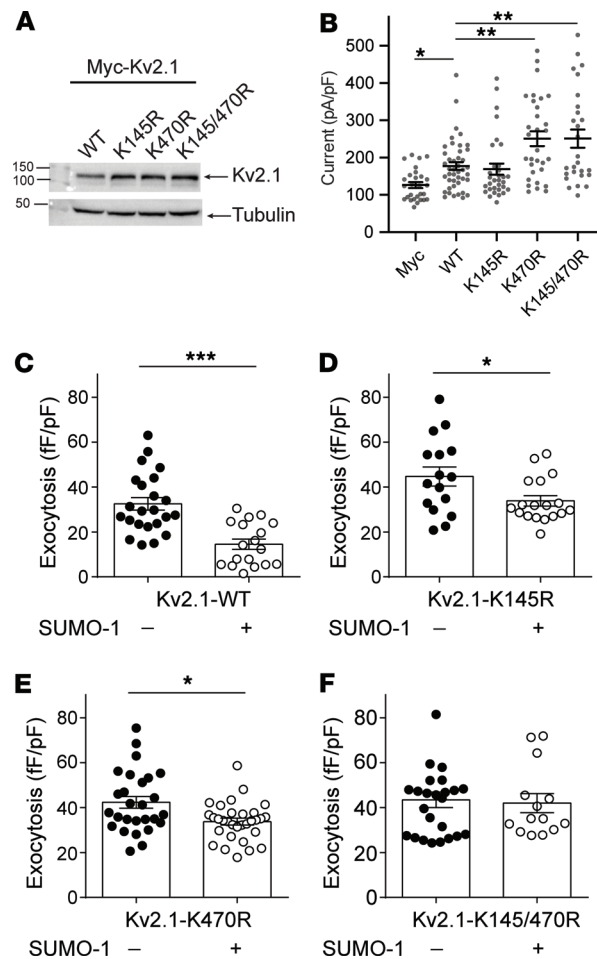 A
Myc-Kv2.1
WT
K145R
K470R
K145/470R
150
100
50
Kv2.1
Tubulin
B
**
**
*
Current (pA/pF)
500
400
300
200
100
0
Myc
WT
K145R
K470R
K145/470R
C
***
Exocytosis (fF/pF)
80
60
40
20
0
Kv2.1-WT
SUMO-1 – +
D
*
Exocytosis (fF/pF)
80
60
40
20
0
Kv2.1-K145R
SUMO-1 – +
E
*
Exocytosis (fF/pF)
80
60
40
20
0
Kv2.1-K470R
SUMO-1 – +
F
Exocytosis (fF/pF)
80
60
40
20
0
Kv2.1-K145/470R
SUMO-1 – +